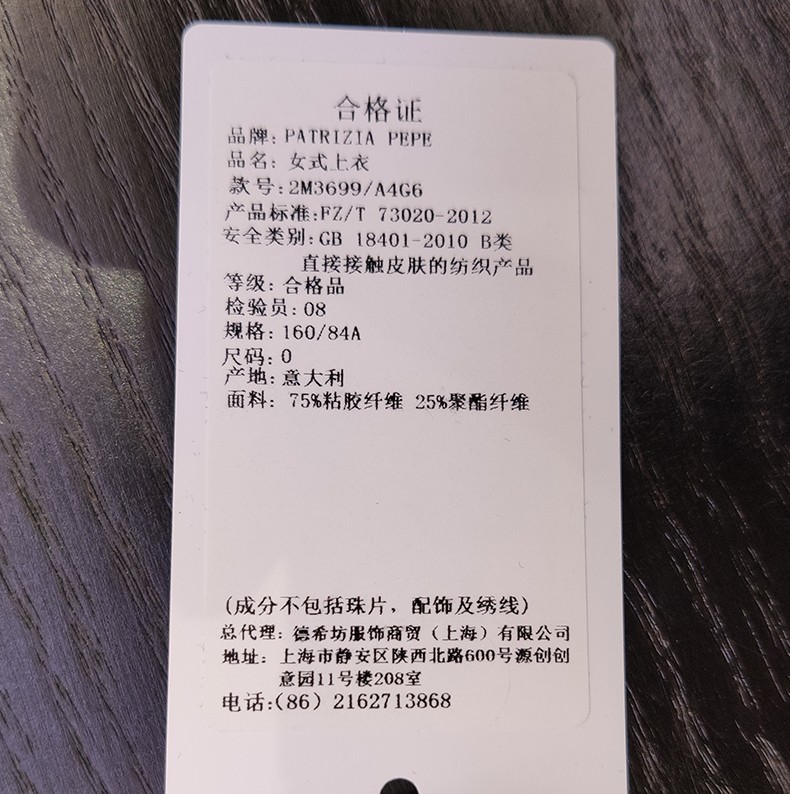 合格证
品牌: PATRIZIA PEPE
品名: 女式上衣
款号:2M3699/A4G6
产品标准:FZ/T 73020-2012
安全类别:GB 18401-2010 B类
直接接触皮肤的纺织产品
等级: 合格品
检验员: 08
规格: 160/84A
尺码: 0
产地: 意大利
面料: 75%粘胶纤维 25%聚酯纤维
(成分不包括珠片, 配饰及绣线)
总代理: 德希坊服饰商贸（上海）有限公司
地址: 上海市静安区陕西北路600号源创创
意园11号楼208室
电话:(86) 2162713868